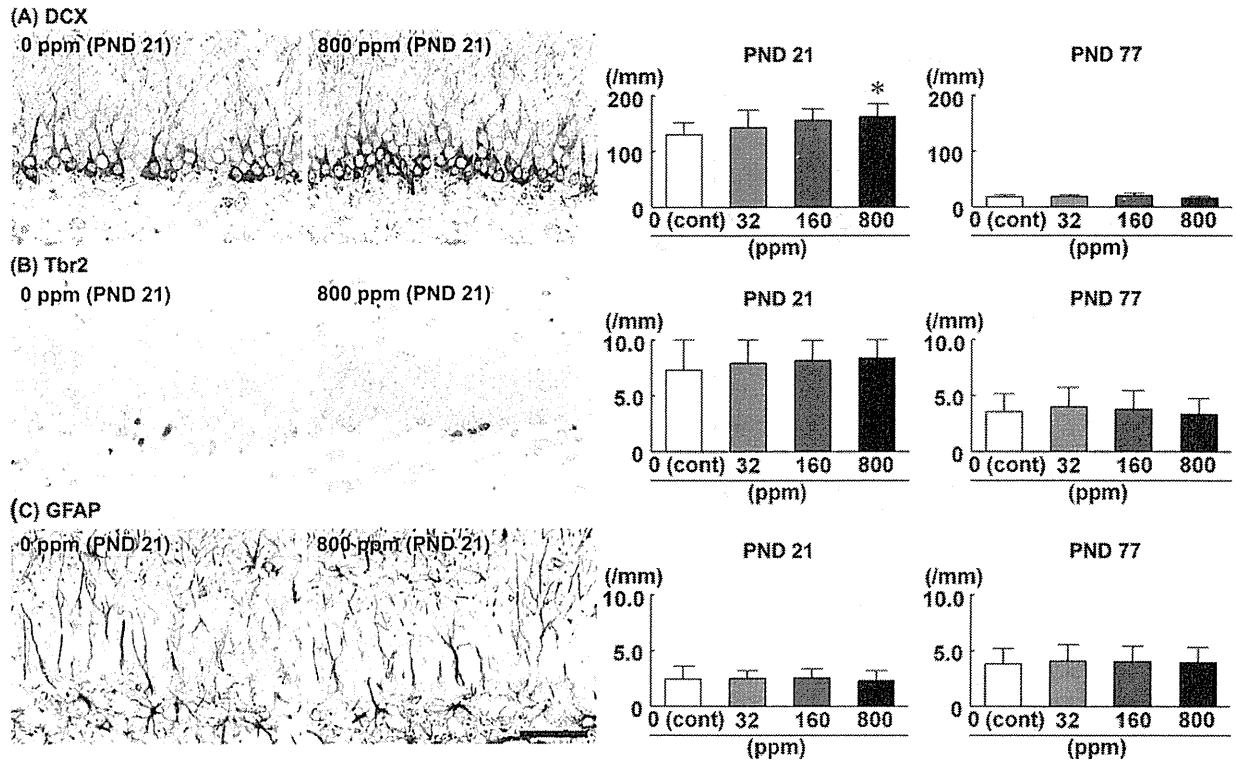 (A) DCX
0 ppm (PND 21)
800 ppm (PND 21)
PND 21
(/mm)
200
100
0
*
0 (cont) 32 160 800
(ppm)
PND 77
(/mm)
200
100
0
0 (cont) 32 160 800
(ppm)
(B) Tbr2
0 ppm (PND 21)
800 ppm (PND 21)
PND 21
(/mm)
10.0
5.0
0
0 (cont) 32 160 800
(ppm)
PND 77
(/mm)
10.0
5.0
0
0 (cont) 32 160 800
(ppm)
(C) GFAP
0 ppm (PND 21)
800 ppm (PND 21)
PND 21
(/mm)
10.0
5.0
0
0 (cont) 32 160 800
(ppm)
PND 77
(/mm)
10.0
5.0
0
0 (cont) 32 160 800
(ppm)